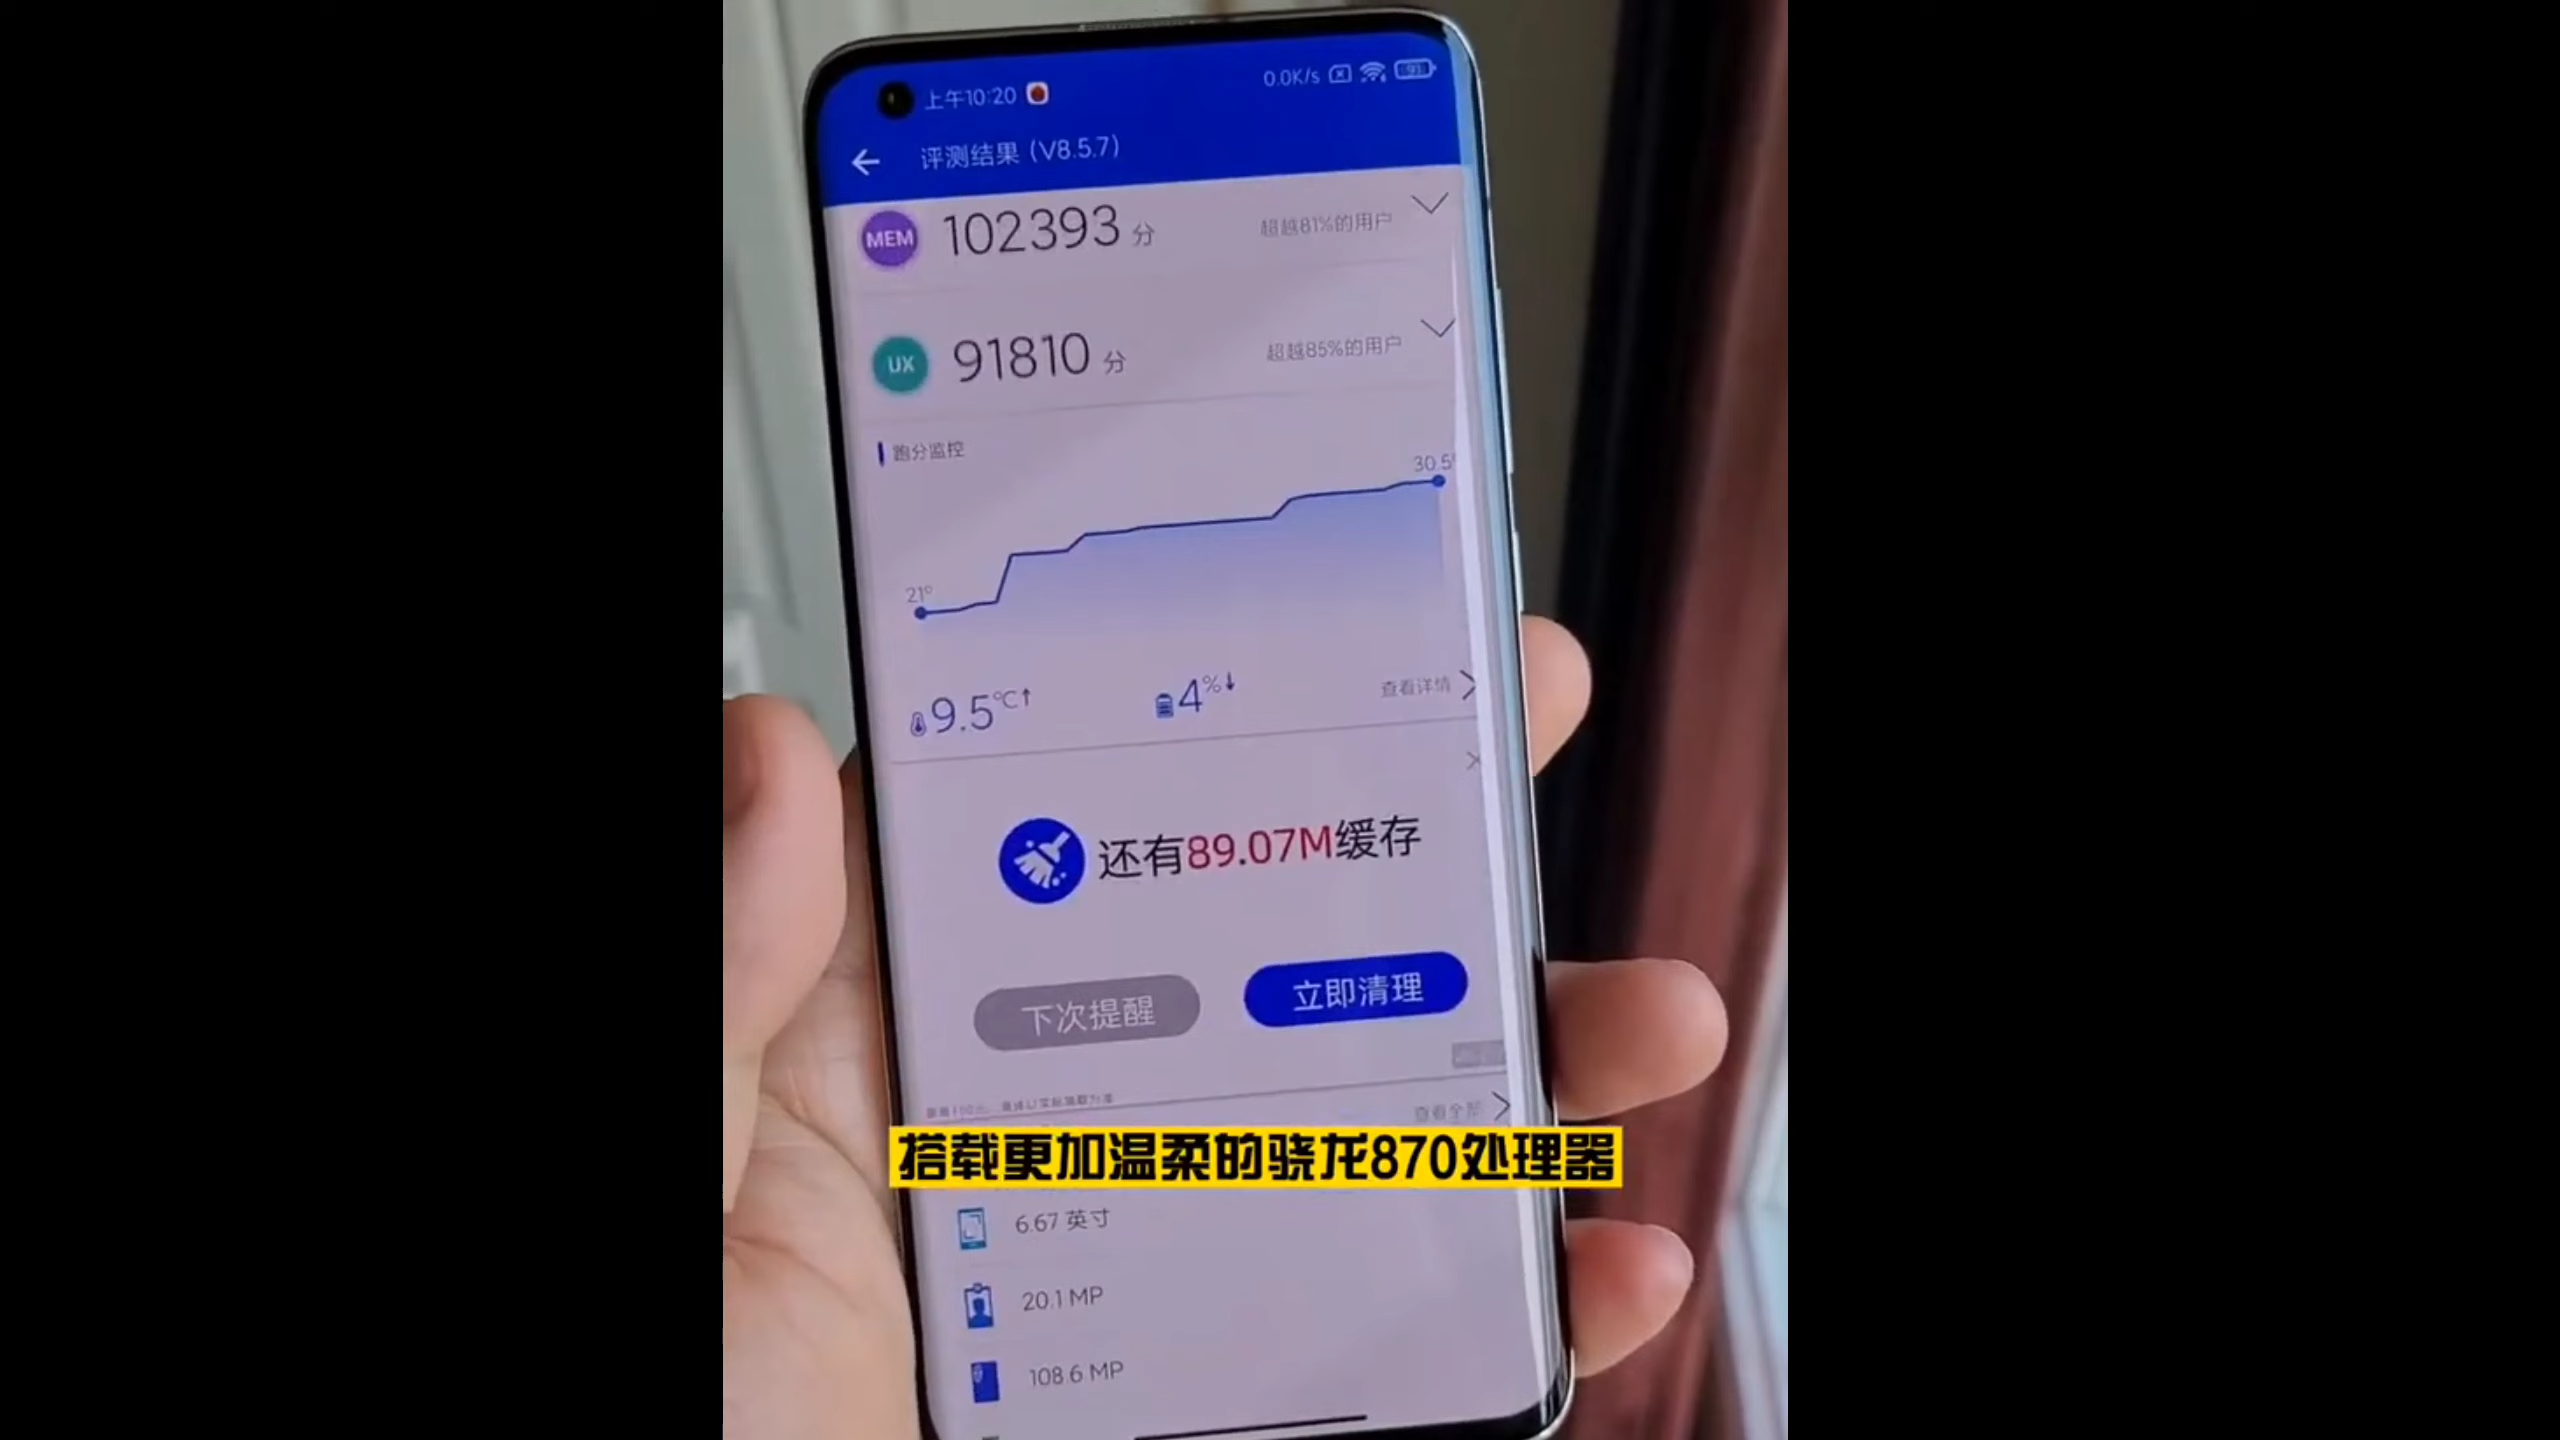 上午10:20
0.0K/s
91
评测结果 (V8.5.7)
MEM 102393 分 超越81%的用户
UX 91810 分 超越85%的用户
跑分监控
30.5°
21°
9.5℃↑ 4%↓ 查看详情
还有89.07M缓存
下次提醒 立即清理
查看全部
搭载更加温柔的骁龙870处理器
6.67 英寸
20.1 MP
108.6 MP